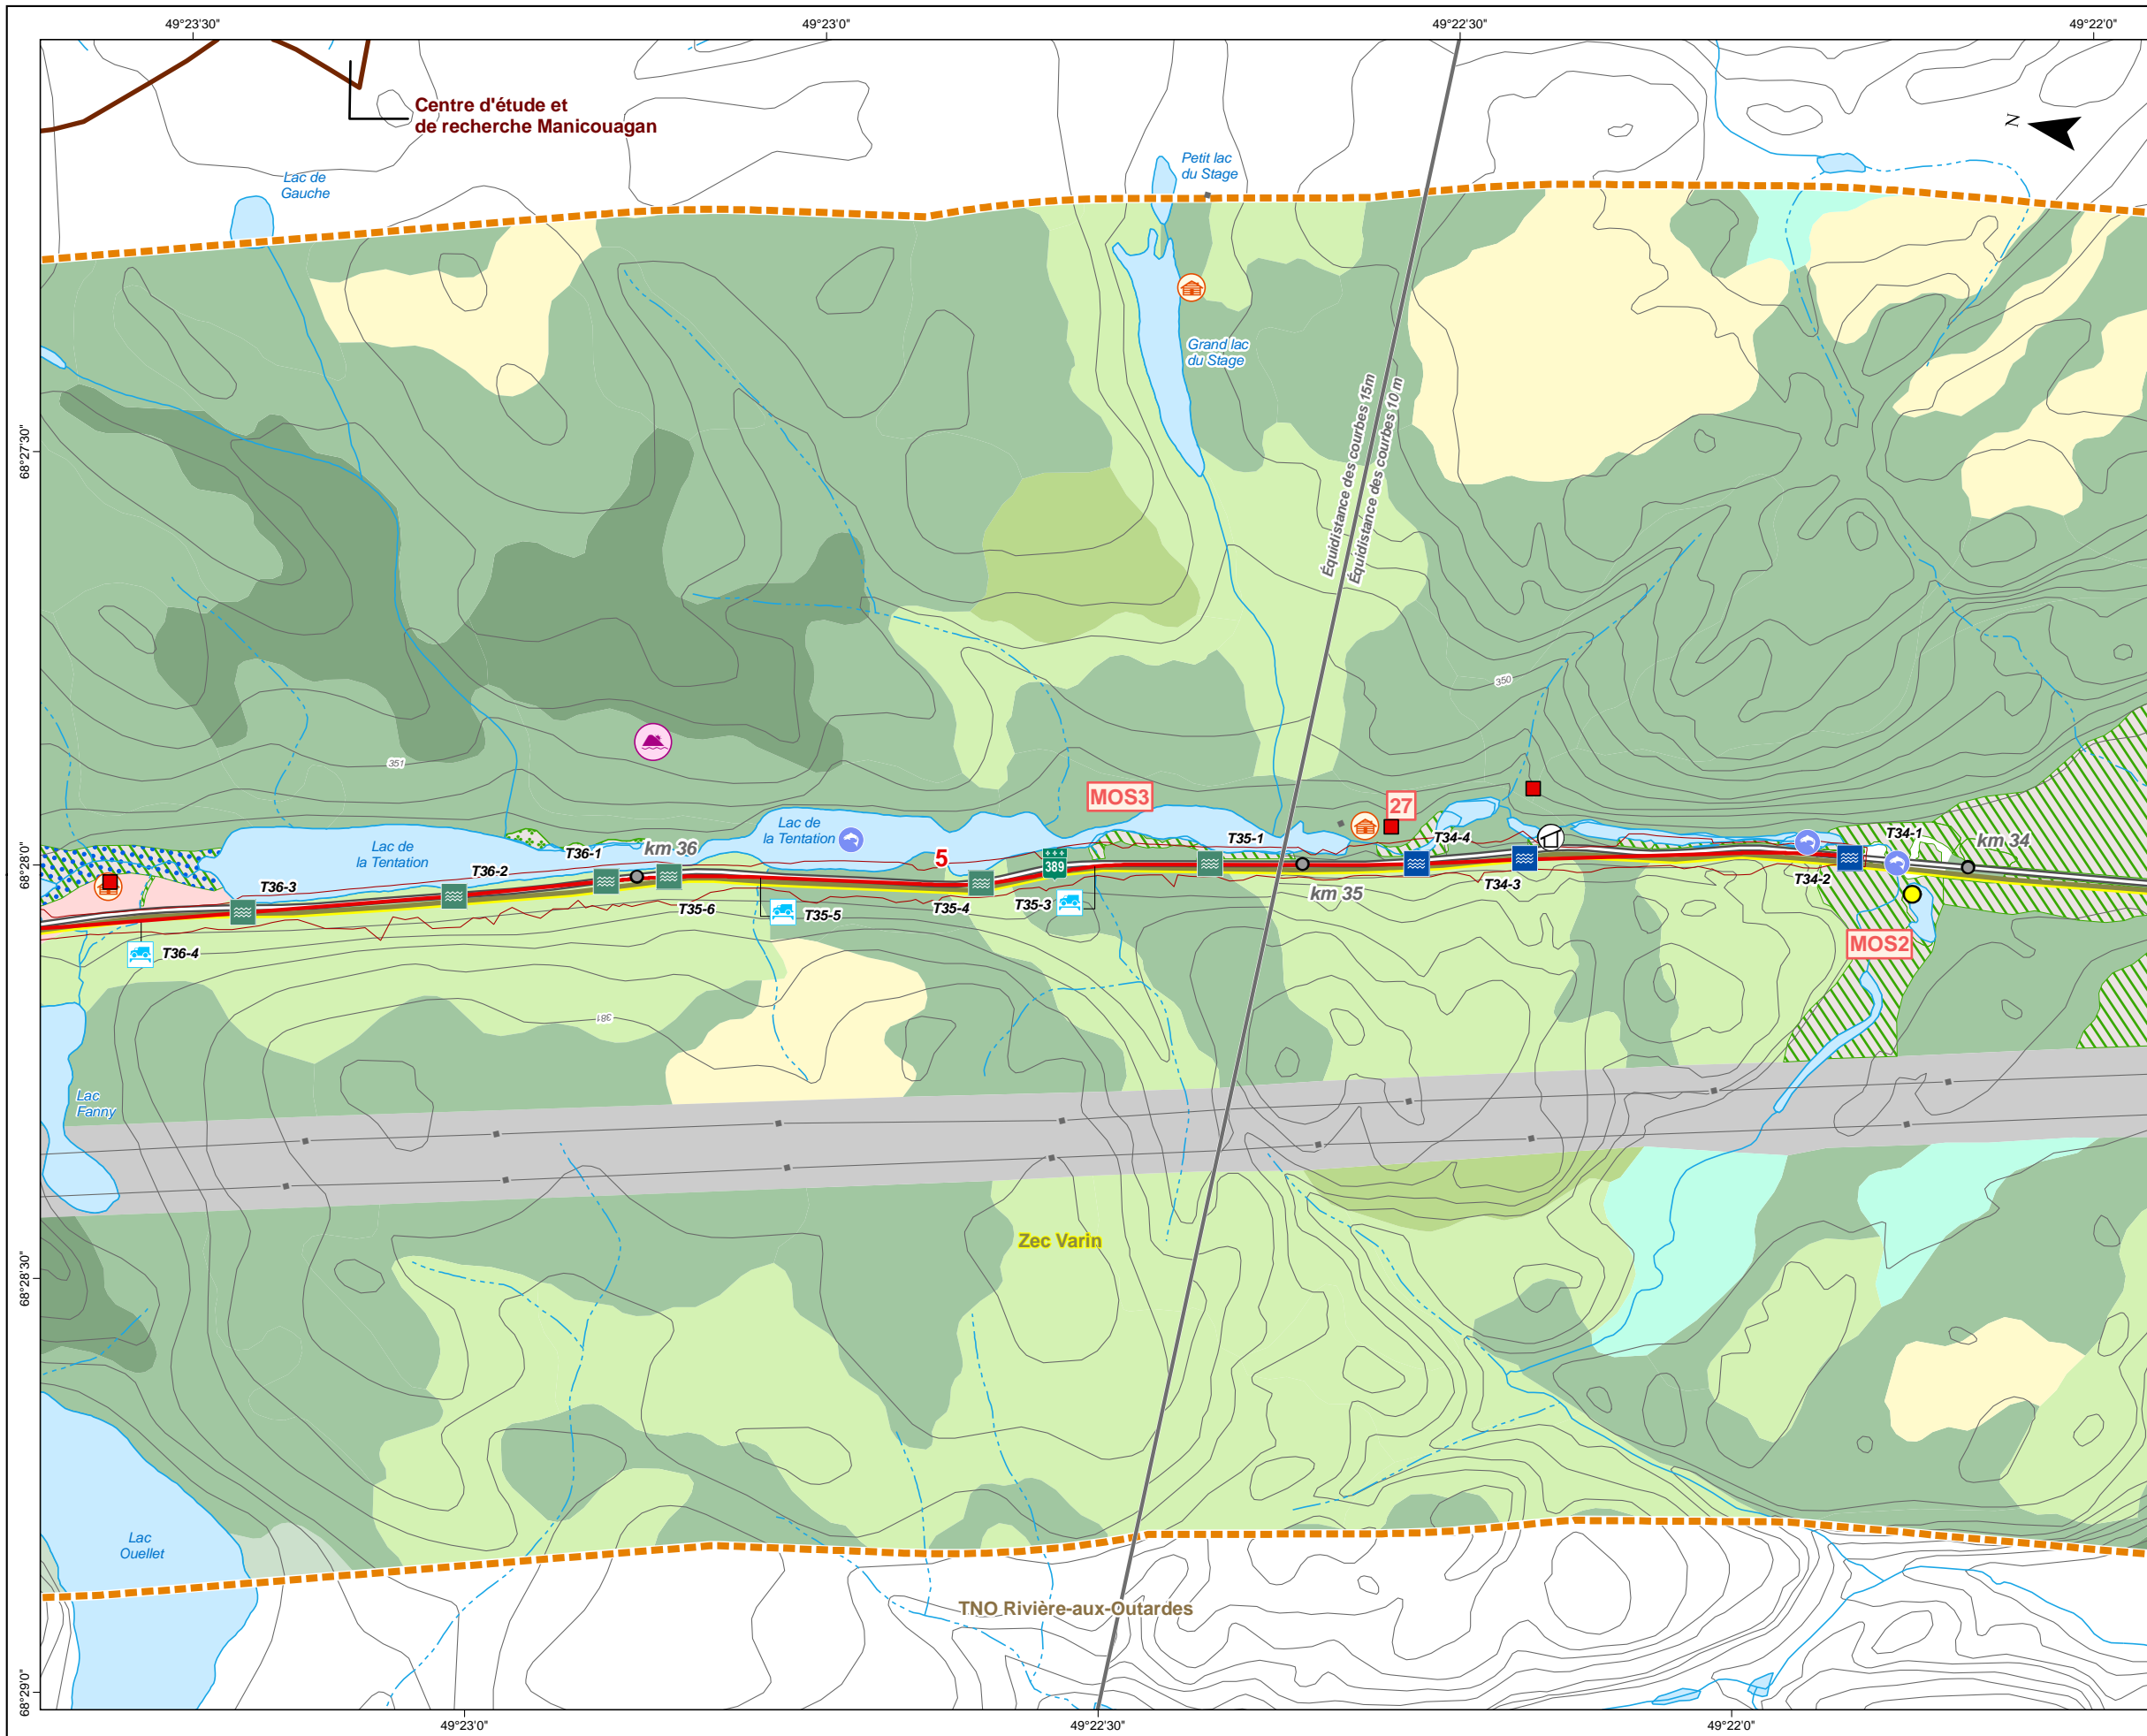 49°23'30"
49°23'0"
49°22'30"
49°22'0"
Centre d'étude et
de recherche Manicouagan
N
Petit lac
du Stage
Lac de
Gauche
Grand lac
du Stage
68°27'30"
Équidistance des courbes 15m
Équidistance des courbes 10 m
350
351
MOS3
27
Lac de
la Tentation
Lac de
la Tentation
T36-1
km 36
5
389
T35-1
T34-4
T34-1
km 34
68°28'0"
T36-3
T36-2
T35-6
T35-5
T35-4
T35-3
km 35
T34-3
T34-2
T36-4
MOS2
381
Lac
Fanny
Zec Varin
68°28'30"
Lac
Ouellet
TNO Rivière-aux-Outardes
68°29'0"
49°23'0"
49°22'30"
49°22'0"